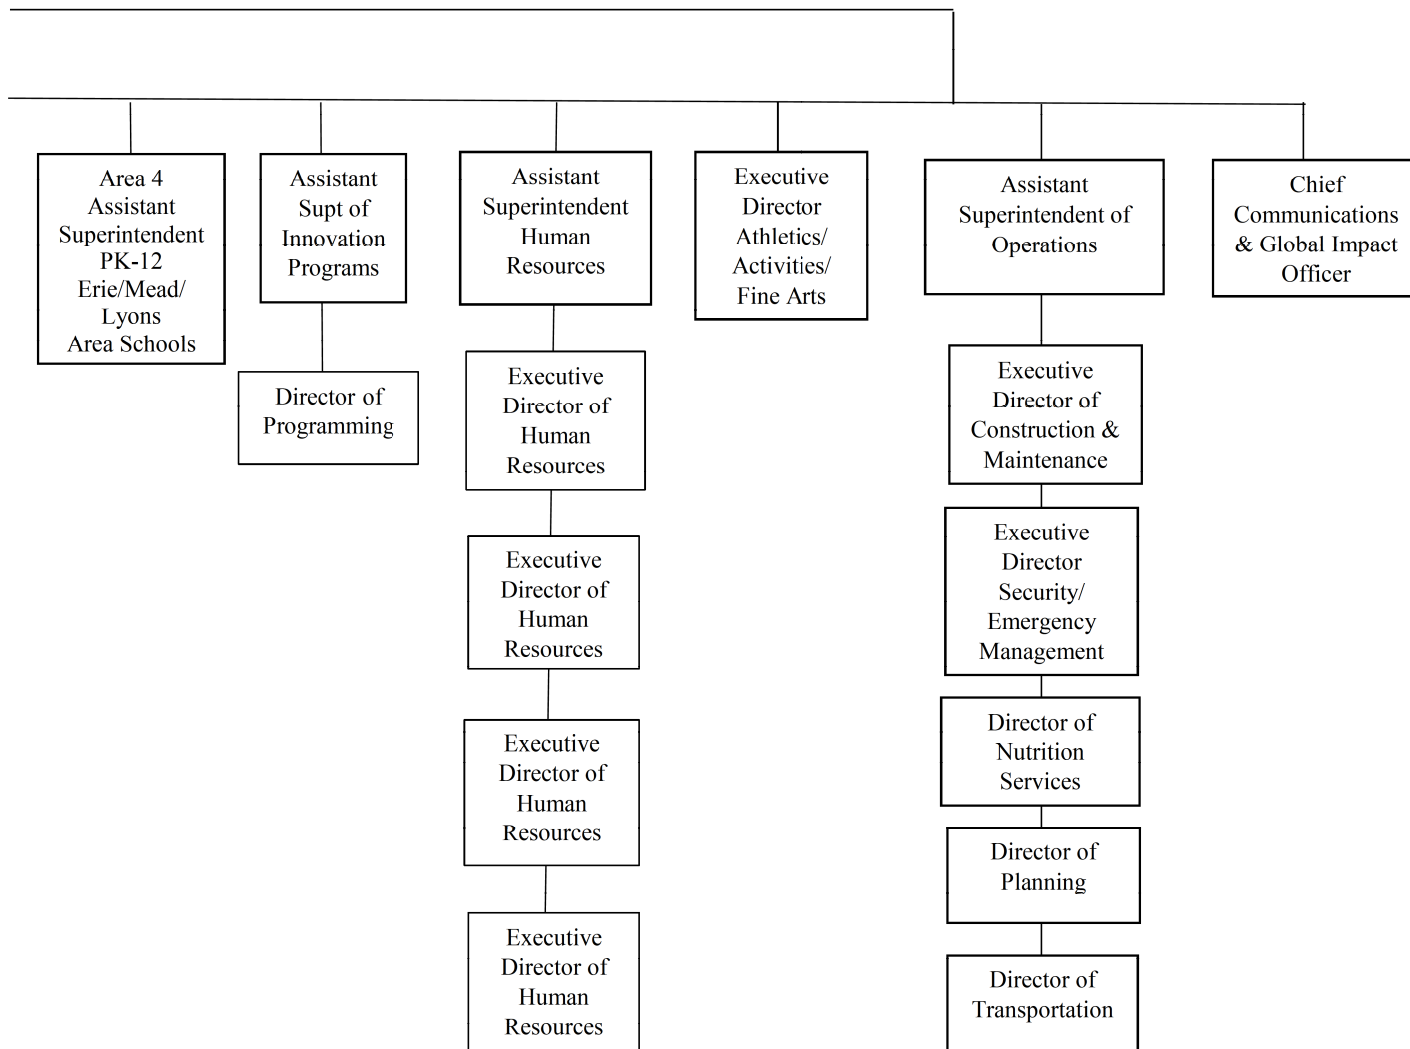 Area 4
Assistant
Superintendent
PK-12
Erie/Mead/
Lyons
Area Schools
Assistant
Supt of
Innovation
Programs
Director of
Programming
Assistant
Superintendent
Human
Resources
Executive
Director of
Human
Resources
Executive
Director of
Human
Resources
Executive
Director of
Human
Resources
Executive
Director of
Human
Resources
Executive
Director
Athletics/
Activities/
Fine Arts
Assistant
Superintendent of
Operations
Executive
Director of
Construction &
Maintenance
Executive
Director
Security/
Emergency
Management
Director of
Nutrition
Services
Director of
Planning
Director of
Transportation
Chief
Communications
& Global Impact
Officer